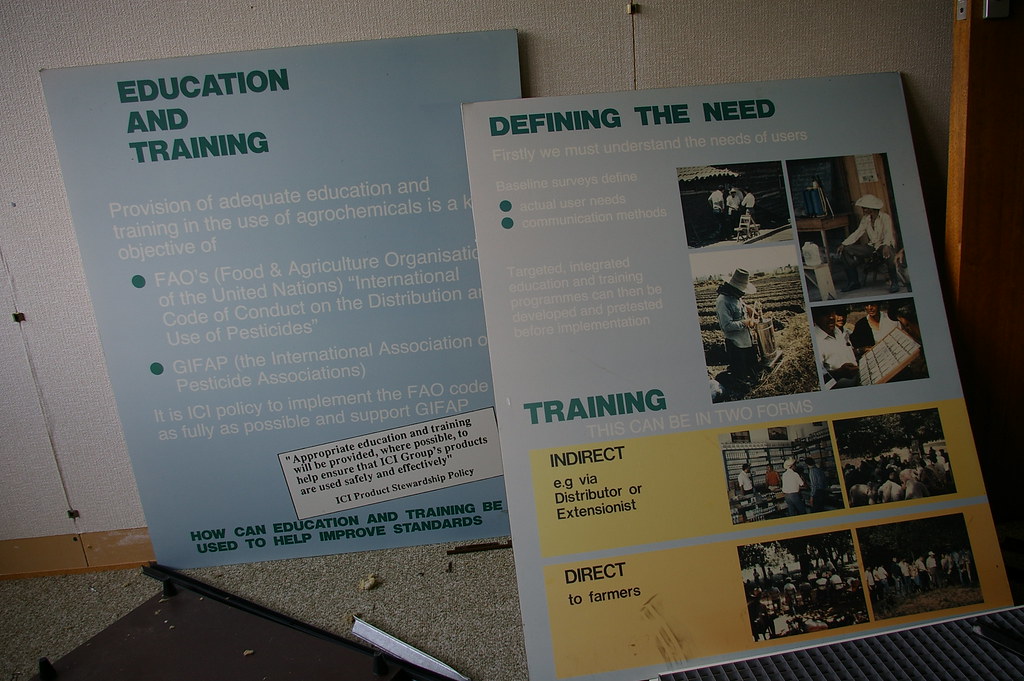 EDUCATION
AND
TRAINING
Provision of adequate education and
training in the use of agrochemicals is a k
objective of
FAO's (Food & Agriculture Organisatio
of the United Nations) "International
Code of Conduct on the Distribution an
Use of Pesticides"
GIFAP (the International Association o
Pesticide Associations)
It is ICI policy to implement the FAO code
as fully as possible and support GIFAP
"Appropriate education and training
will be provided, where possible, to
help ensure that ICI Group's products
are used safely and effectively"
ICI Product Stewardship Policy
HOW CAN EDUCATION AND TRAINING BE
USED TO HELP IMPROVE STANDARDS
DEFINING THE NEED
Firstly we must understand the needs of users
Baseline surveys define
actual user needs
communication methods
Targeted, integrated
education and training
programmes can then be
developed and pretested
before implementation
TRAINING
THIS CAN BE IN TWO FORMS
INDIRECT
e.g via
Distributor or
Extensionist
DIRECT
to farmers